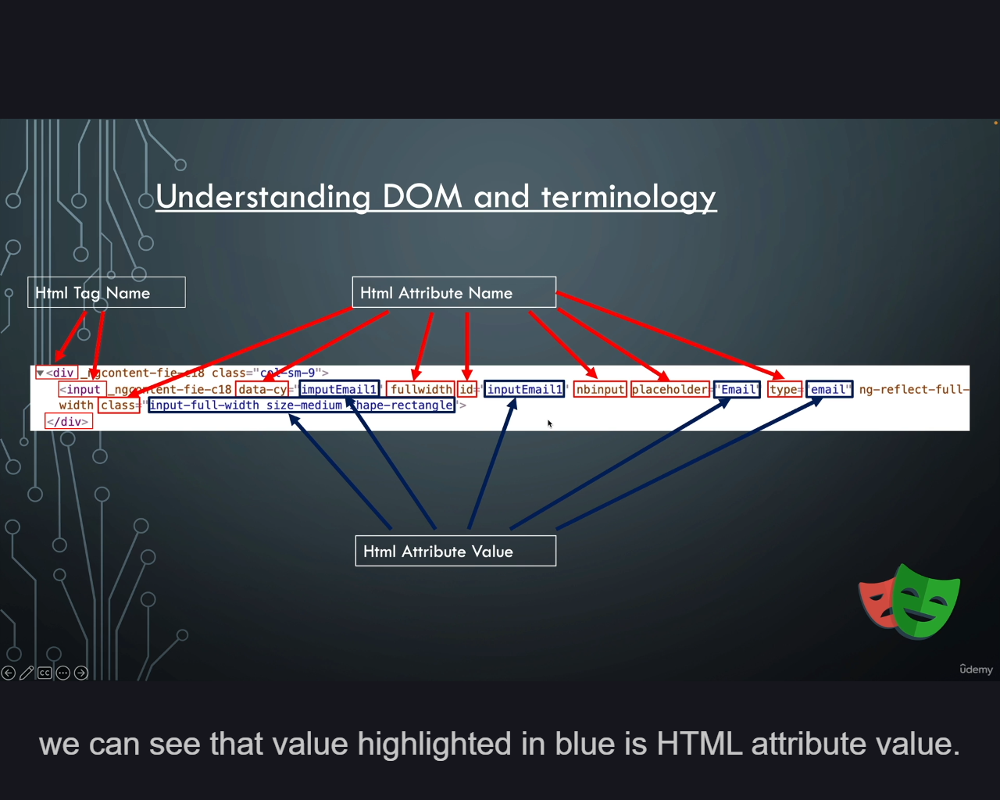 Understanding DOM and terminology
Html Tag Name
Html Attribute Name
<div _ngcontent-fie-c18 class="col-sm-9">
<input _ngcontent-fie-c18 data-cy="imputEmail1" fullwidth id="inputEmail1" nbinput placeholder="Email" type="email" ng-reflect-full-
width class="input-full-width size-medium shape-rectangle">
</div>
Html Attribute Value
CC
ûdemy
we can see that value highlighted in blue is HTML attribute value.